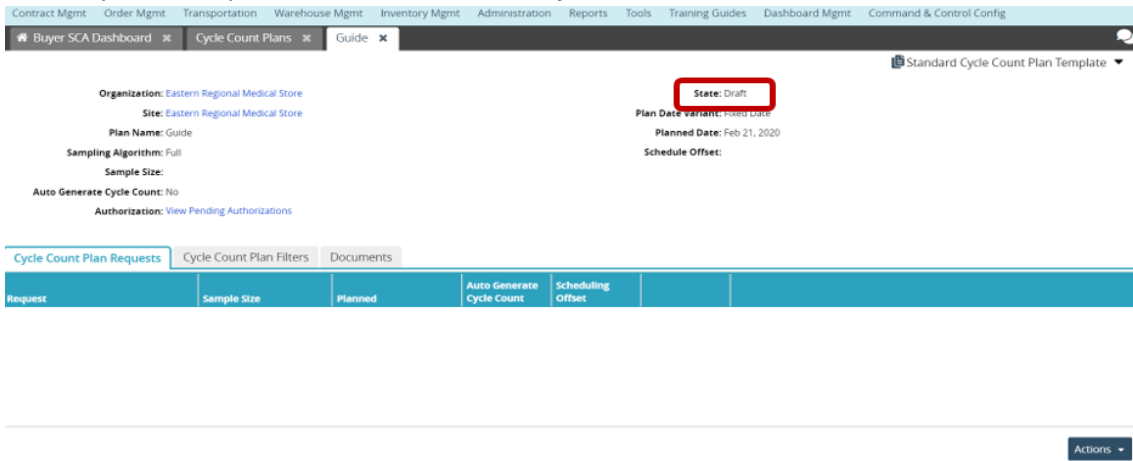 Contract Mgmt Order Mgmt Transportation Warehouse Mgmt Inventory Mgmt Administration Reports Tools Training Guides Dashboard Mgmt Command & Control Config
Buyer SCA Dashboard Cycle Count Plans Guide
Standard Cycle Count Plan Template
Organization: Eastern Regional Medical Store
State: Draft
Site: Eastern Regional Medical Store
Plan Date Variant: Fixed Date
Plan Name: Guide
Planned Date: Feb 21, 2020
Sampling Algorithm: Full
Schedule Offset:
Sample Size:
Auto Generate Cycle Count: No
Authorization: View Pending Authorizations
Cycle Count Plan Requests Cycle Count Plan Filters Documents
Request Sample Size Planned Auto Generate Cycle Count Scheduling Offset
Actions